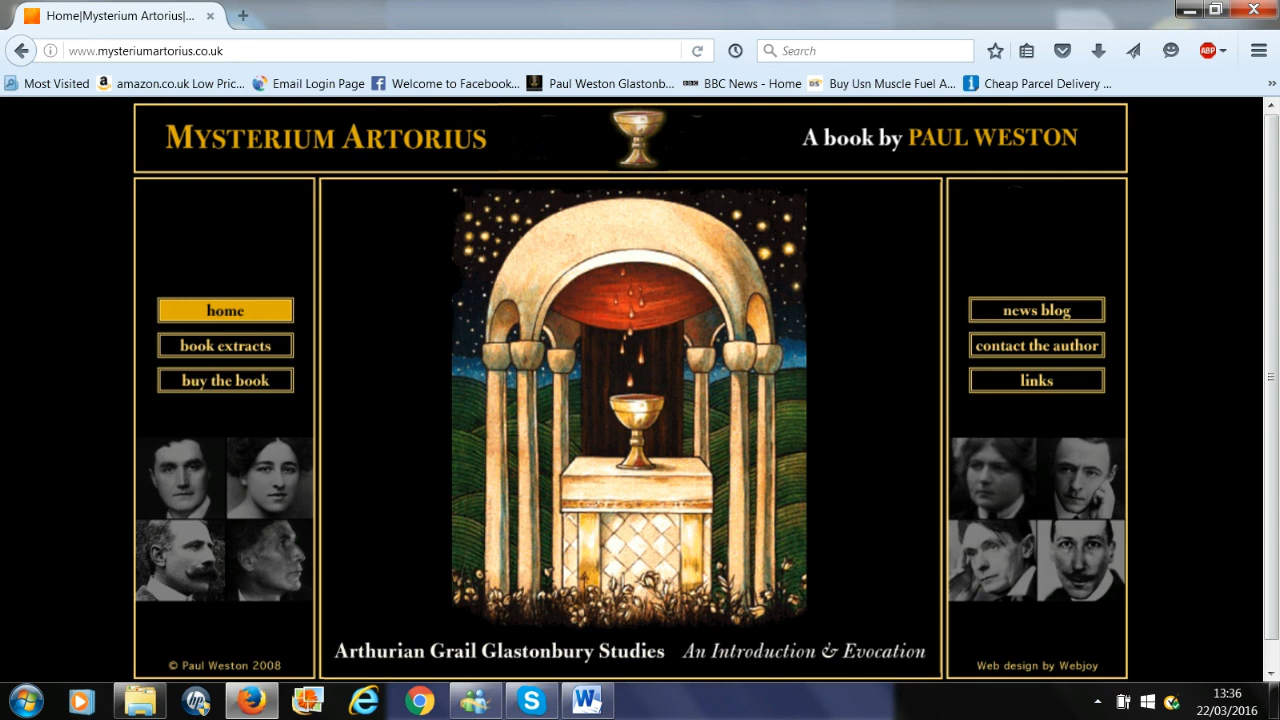 Home|Mysterium Artorius|...
www.mysteriumartorius.co.uk
Search
ABP
Most Visited
amazon.co.uk Low Pric...
Email Login Page
Welcome to Facebook...
Paul Weston Glastonb...
BBC News - Home
Buy Usn Muscle Fuel A...
Cheap Parcel Delivery ...
MYSTERIUM ARTORIUS
A book by PAUL WESTON
home
book extracts
buy the book
news blog
contact the author
links
Arthurian Grail Glastonbury Studies An Introduction & Evocation
© Paul Weston 2008
Web design by Webjoy
13:36
22/03/2016